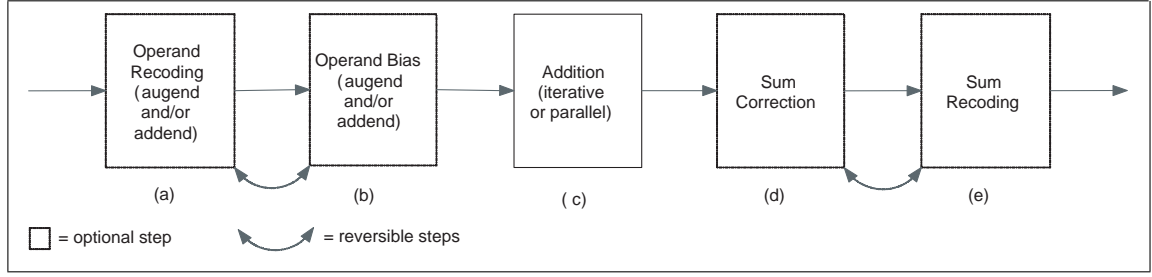 Operand
Recoding
(augend
and/or
addend)
Operand Bias
(augend
and/or
addend)
Addition
(iterative
or parallel)
Sum
Correction
Sum
Recoding
(a)
(b)
( c)
(d)
(e)
= optional step
= reversible steps